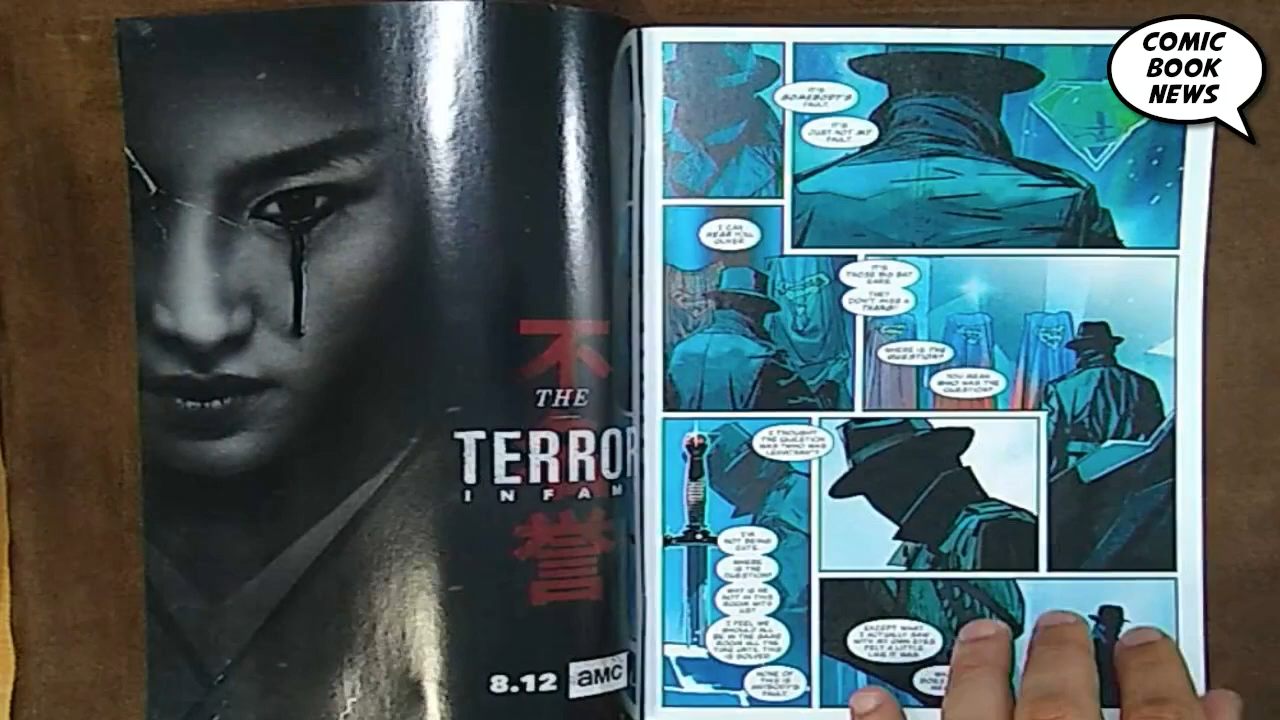 COMIC
BOOK
NEWS
不
THE
TERROR
INFAM
誉
8.12 amc
IT'S
SOMEBODY'S
FAULT.
IT'S
JUST NOT MY
FAULT.
I CAN
HEAR YOU,
OLIVER.
IT'S
THOSE BIG BAT
EARS.
THEY
DON'T MISS A
THING!
WHERE IS THE
QUESTION?
YOU MEAN
WHO WAS THE
QUESTION?
I THOUGHT
THE QUESTION
WAS "WHO WAS
I'M
NOT BEING
CUTE.
WHERE
IS THE
QUESTION?
WHY IS HE
NOT IN THIS
ROOM WITH
US?
I FEEL WE
SHOULD ALL
BE IN THE SAME
ROOM ALL THE
TIME UNTIL THIS
IS SOLVED.
NONE OF
THIS IS
ANYBODY'S
FAULT.
EXCEPT WHAT
I ACTUALLY SAW
WITH MY OWN EYES
FELT A LITTLE
LIKE IT WAS.